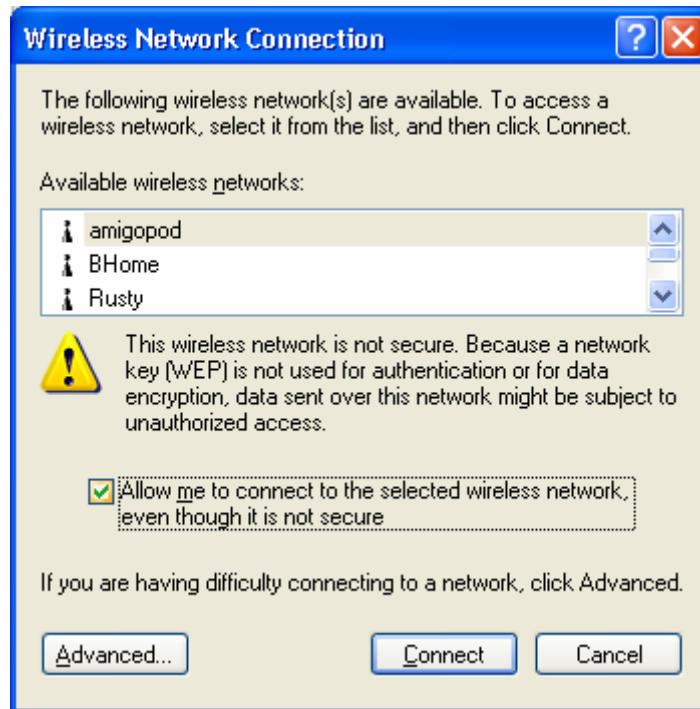 Wireless Network Connection
The following wireless network(s) are available. To access a
wireless network, select it from the list, and then click Connect.
Available wireless networks:
amigopod
BHome
Rusty
This wireless network is not secure. Because a network
key (WEP) is not used for authentication or for data
encryption, data sent over this network might be subject to
unauthorized access.
Allow me to connect to the selected wireless network,
even though it is not secure
If you are having difficulty connecting to a network, click Advanced.
Advanced... Connect Cancel